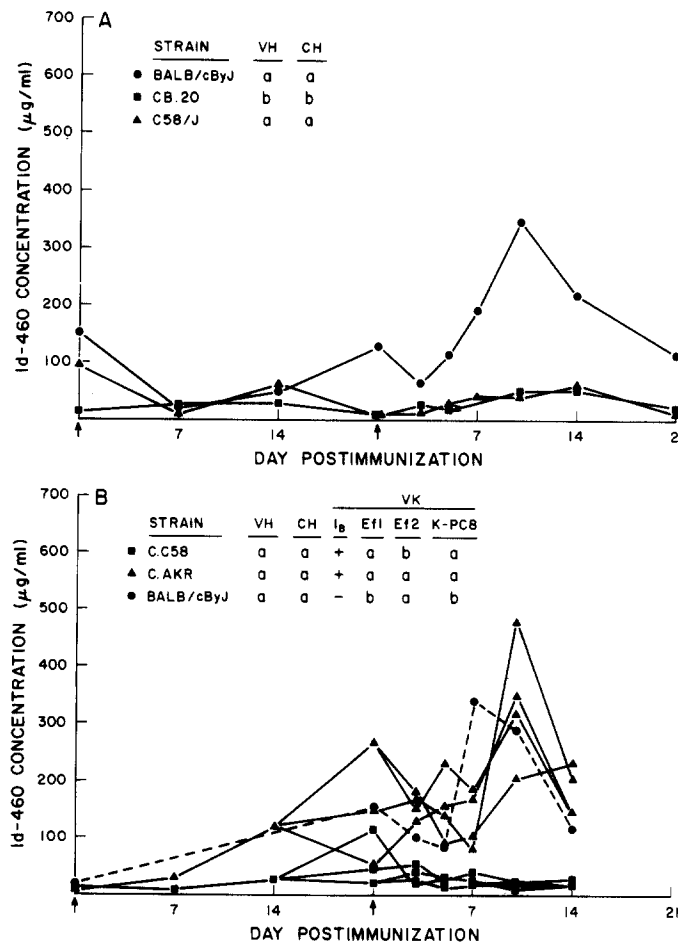 A
700
600
500
400
300
200
100
Id-460 CONCENTRATION (μg/ml)
STRAIN VH CH
BALB/cByJ a a
CB.20 b b
C58/J a a
7 14 7 14 2
DAY POSTIMMUNIZATION
B
700
600
500
400
300
200
100
Id-460 CONCENTRATION (μg/ml)
VK
STRAIN VH CH IB Ef1 Ef2 K-PC8
C.C58 a a + a b a
C.AKR a a + a a a
BALB/cByJ a a - b a b
7 14 7 14 21
DAY POSTIMMUNIZATION